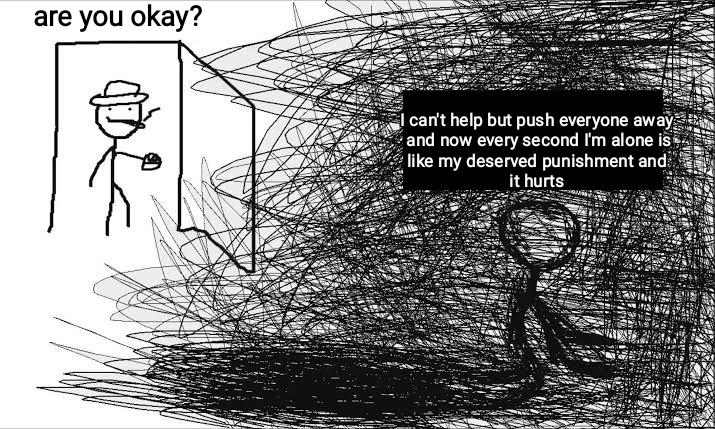 are you okay?
I can't help but push everyone away
and now every second I'm alone is
like my deserved punishment and
it hurts